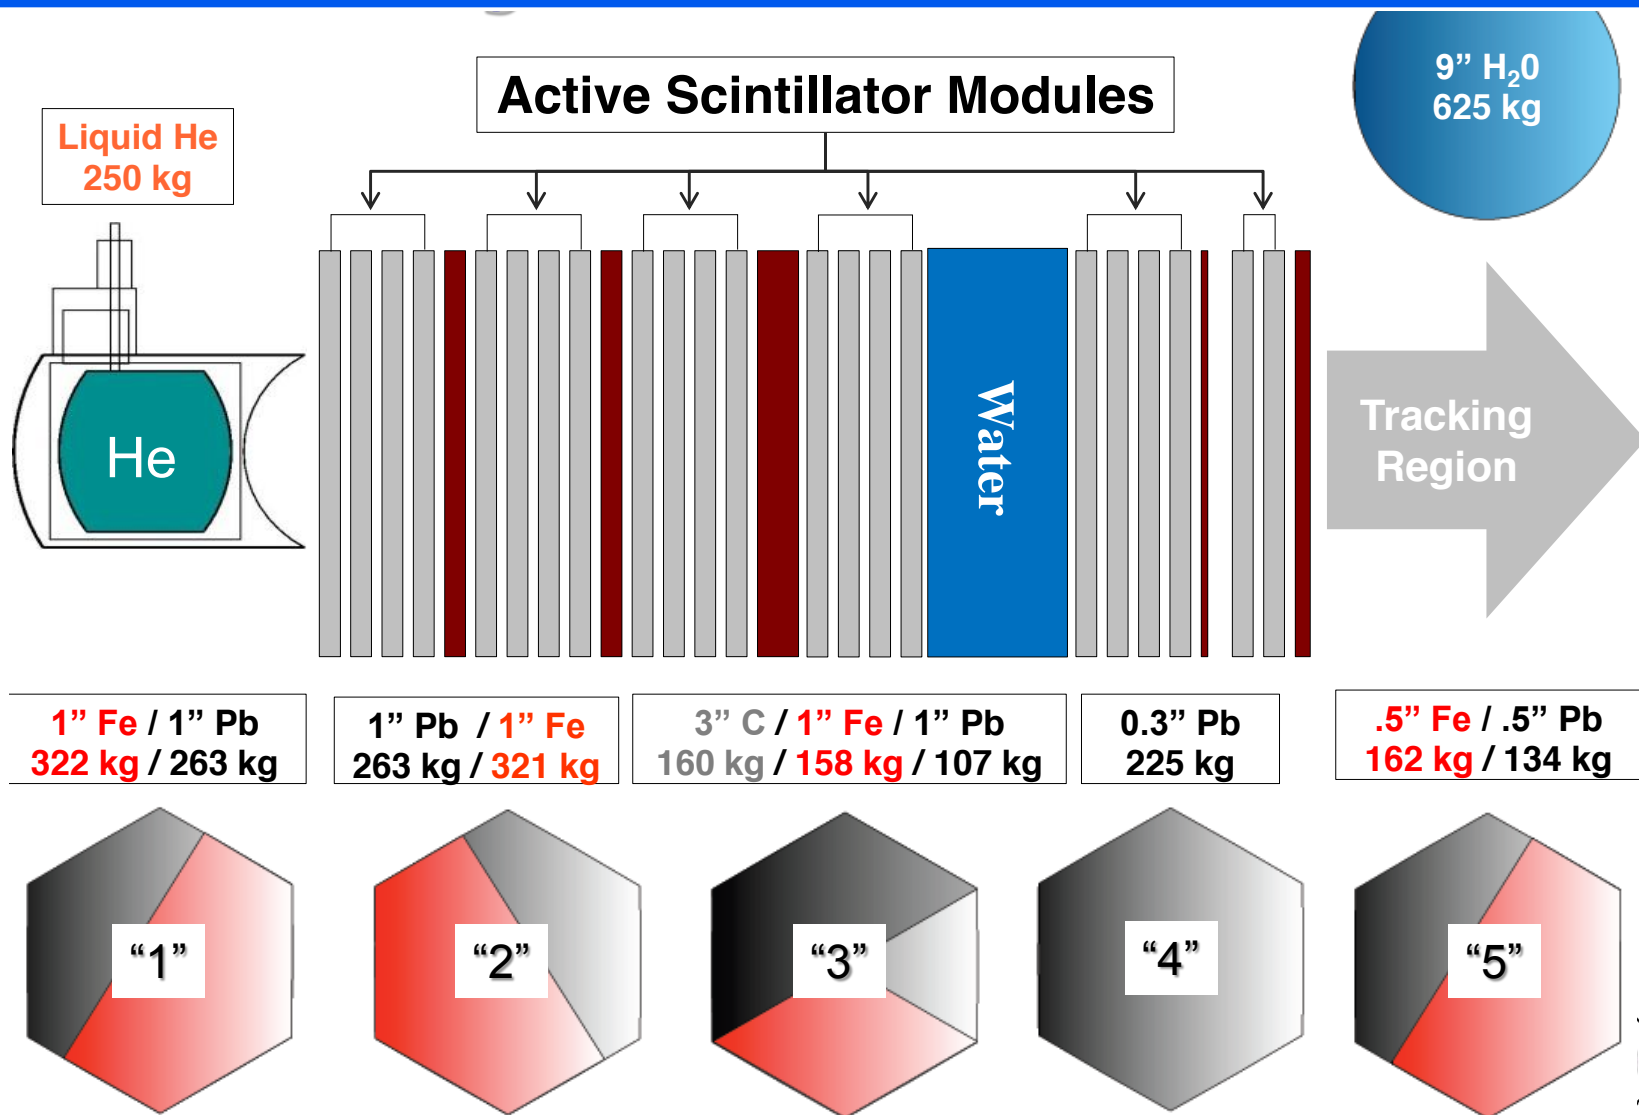 Active Scintillator Modules
9” H₂0
625 kg
Liquid He
250 kg
He
Water
Tracking
Region
1” Fe / 1” Pb
322 kg / 263 kg
1” Pb / 1” Fe
263 kg / 321 kg
3” C / 1” Fe / 1” Pb
160 kg / 158 kg / 107 kg
0.3” Pb
225 kg
.5” Fe / .5” Pb
162 kg / 134 kg
“1”
“2”
“3”
“4”
“5”